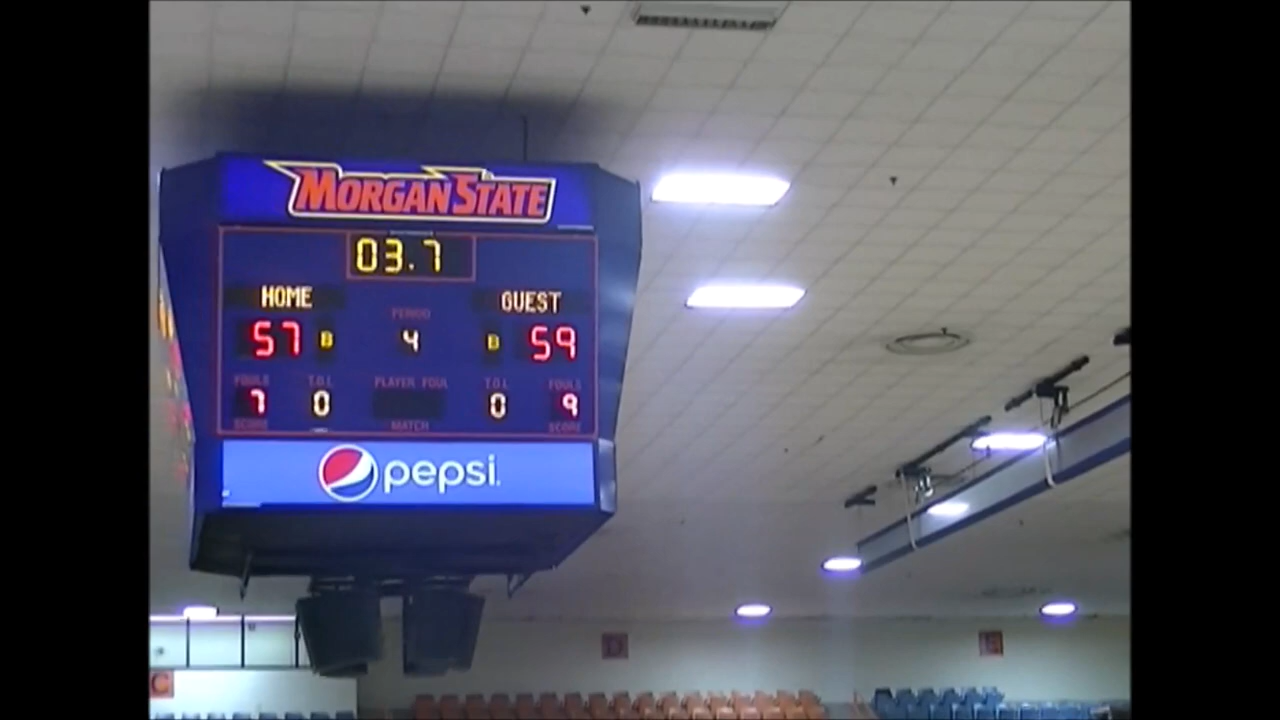 MORGAN STATE
03.7
HOME GUEST
PERIOD
57 B 4 B 59
FOULS T.O.L PLAYER FOUL T.O.L FOULS
7 0 0 9
SCORE MATCH SCORE
pepsi
D
E
C